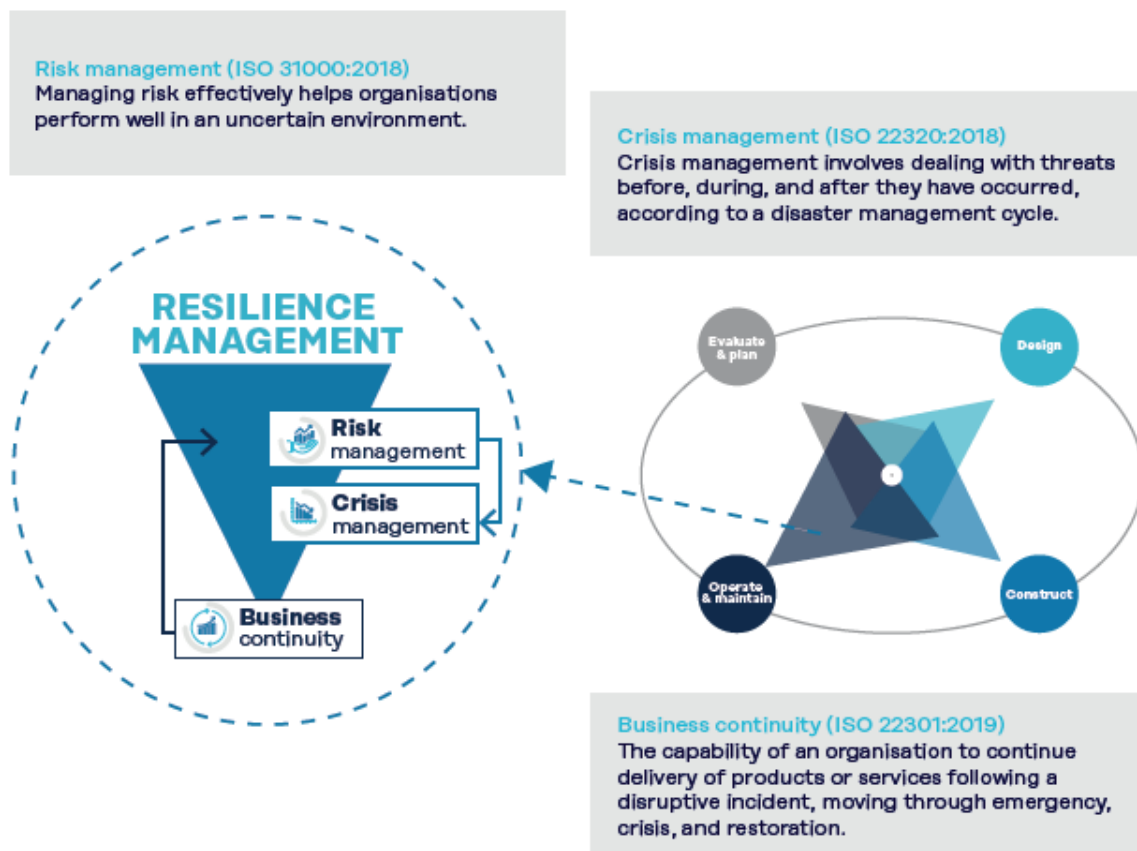 Risk management (ISO 31000:2018)
Managing risk effectively helps organisations
perform well in an uncertain environment.
Crisis management (ISO 22320:2018)
Crisis management involves dealing with threats
before, during, and after they have occurred,
according to a disaster management cycle.
RESILIENCE
MANAGEMENT
Risk
management
Crisis
management
Business
continuity
Evaluate
& plan
Design
Operate
& maintain
Construct
Business continuity (ISO 22301:2019)
The capability of an organisation to continue
delivery of products or services following a
disruptive incident, moving through emergency,
crisis, and restoration.